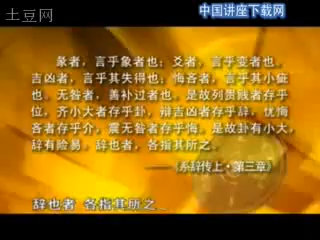 土豆网
中国讲座下载网
彖者，言乎象者也；爻者，言乎变者也。
吉凶者，言乎其失得也；悔吝者，言乎其小疵
也。无咎者，善补过者也。是故列贵贱者存乎
位，齐小大者存乎卦，辩吉凶者存乎辞，忧悔
吝者存乎介，震无咎者存乎悔。是故卦有小大，
辞有险易。辞也者，各指其所之。
《系辞传上·第三章》
辞也者 各指其所之